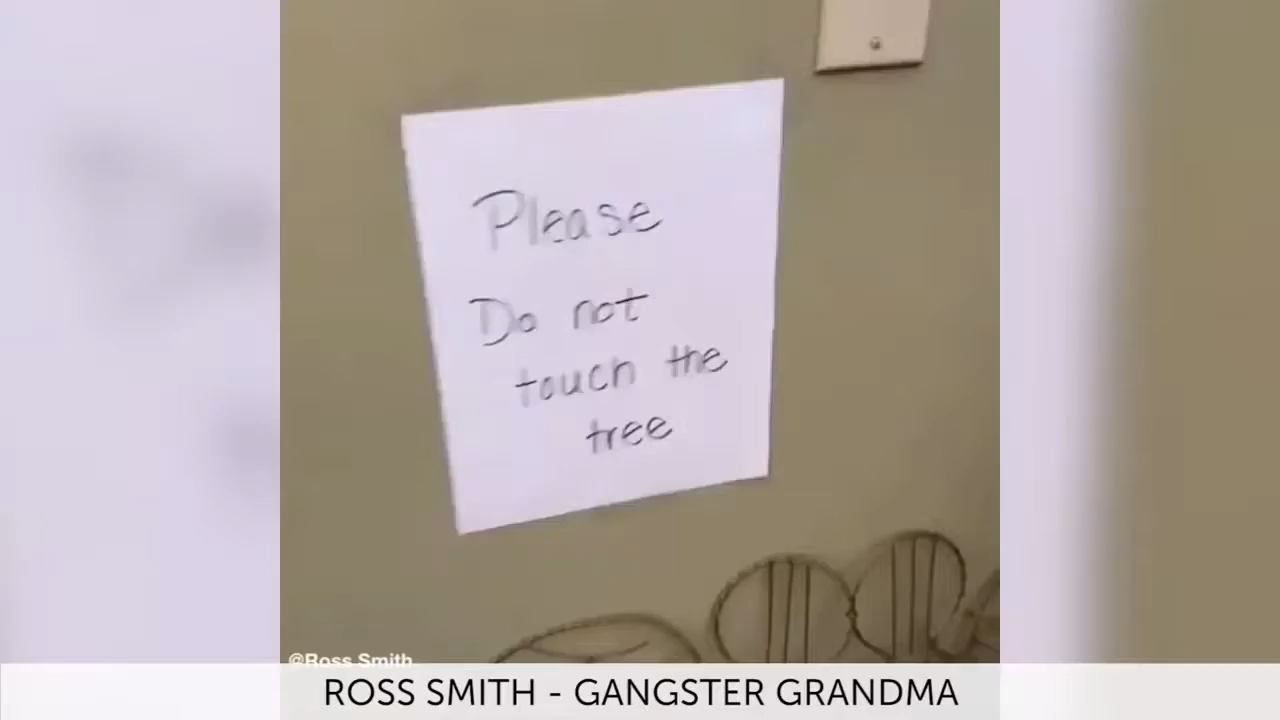 Please
Do not
touch the
tree
@Ross Smith
ROSS SMITH - GANGSTER GRANDMA